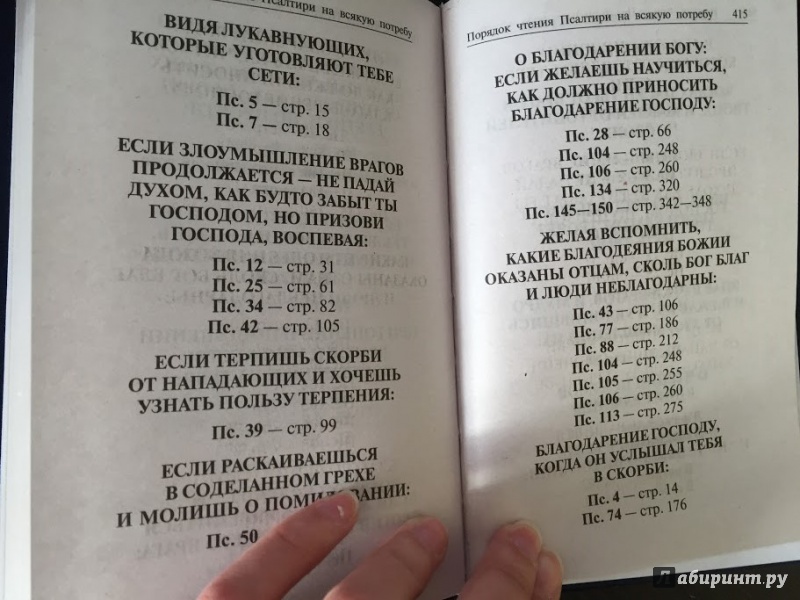 Псалтири на всякую потребу
ВИДЯ ЛУКАВНУЮЩИХ,
КОТОРЫЕ УГОТОВЛЯЮТ ТЕБЕ
СЕТИ:
Пс. 5 — стр. 15
Пс. 7 — стр. 18
ЕСЛИ ЗЛОУМЫШЛЕНИЕ ВРАГОВ
ПРОДОЛЖАЕТСЯ — НЕ ПАДАЙ
ДУХОМ, КАК БУДТО ЗАБЫТ ТЫ
ГОСПОДОМ, НО ПРИЗОВИ
ГОСПОДА, ВОСПЕВАЯ:
Пс. 12 — стр. 31
Пс. 25 — стр. 61
Пс. 34 — стр. 82
Пс. 42 — стр. 105
ЕСЛИ ТЕРПИШЬ СКОРБИ
ОТ НАПАДАЮЩИХ И ХОЧЕШЬ
УЗНАТЬ ПОЛЬЗУ ТЕРПЕНИЯ:
Пс. 39 — стр. 99
ЕСЛИ РАСКАИВАЕШЬСЯ
В СОДЕЛАННОМ ГРЕХЕ
И МОЛИШЬ О ПОМИЛОВАНИИ:
Пс. 50
Порядок чтения Псалтири на всякую потребу 415
О БЛАГОДАРЕНИИ БОГУ:
ЕСЛИ ЖЕЛАЕШЬ НАУЧИТЬСЯ,
КАК ДОЛЖНО ПРИНОСИТЬ
БЛАГОДАРЕНИЕ ГОСПОДУ:
Пс. 28 — стр. 66
Пс. 104 — стр. 248
Пс. 106 — стр. 260
Пс. 134 — стр. 320
Пс. 145—150 — стр. 342—348
ЖЕЛАЯ ВСПОМНИТЬ,
КАКИЕ БЛАГОДЕЯНИЯ БОЖИИ
ОКАЗАНЫ ОТЦАМ, СКОЛЬ БОГ БЛАГ
И ЛЮДИ НЕБЛАГОДАРНЫ:
Пс. 43 — стр. 106
Пс. 77 — стр. 186
Пс. 88 — стр. 212
Пс. 104 — стр. 248
Пс. 105 — стр. 255
Пс. 106 — стр. 260
Пс. 113 — стр. 275
БЛАГОДАРЕНИЕ ГОСПОДУ,
КОГДА ОН УСЛЫШАЛ ТЕБЯ
В СКОРБИ:
Пс. 4 — стр. 14
Пс. 74 — стр. 176
Лабиринт.ру